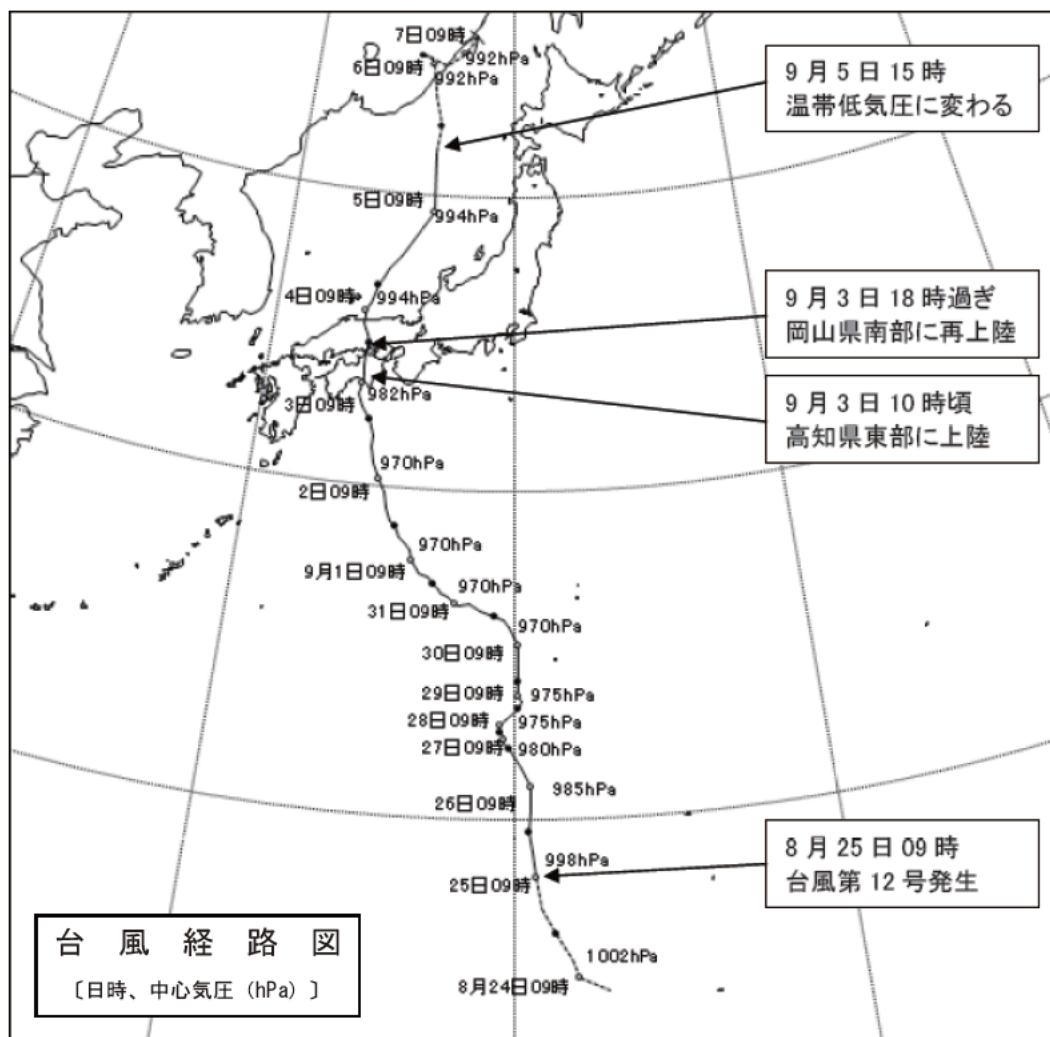 7日09時
992hPa
6日09時
992hPa
9月5日15時
温帯低気圧に変わる
5日09時
994hPa
4日09時
994hPa
9月3日18時過ぎ
岡山県南部に再上陸
3日09時
982hPa
9月3日10時頃
高知県東部に上陸
970hPa
2日09時
970hPa
9月1日09時
970hPa
31日09時
970hPa
30日09時
29日09時
975hPa
28日09時
975hPa
27日09時
980hPa
985hPa
26日09時
998hPa
25日09時
8月25日09時
台風第12号発生
1002hPa
8月24日09時
台風経路図
〔日時、中心気圧（hPa）〕